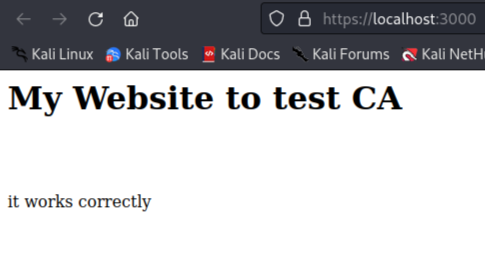 https://localhost:3000
Kali Linux Kali Tools Kali Docs Kali Forums Kali NetH
My Website to test CA
it works correctly